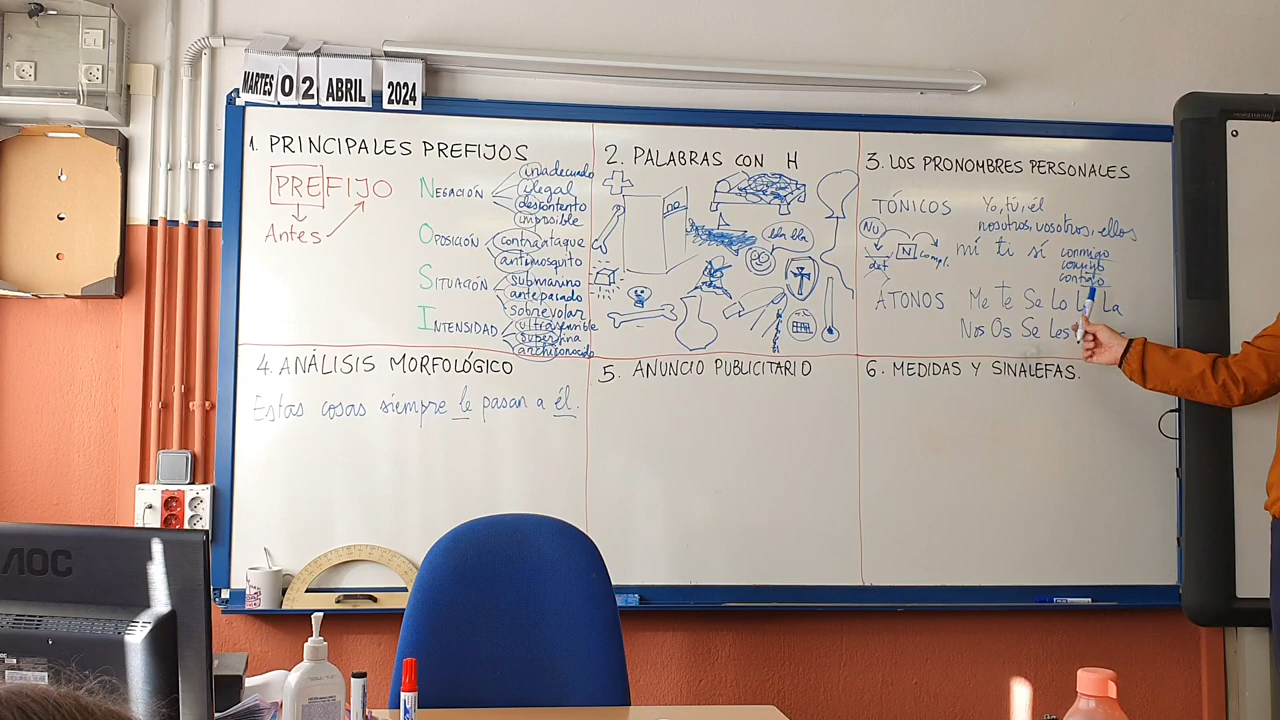 MARTES 02 ABRIL 2024
1. PRINCIPALES PREFIJOS
PREFIJO
Antes
NEGACIÓN
inadecuado
ilegal
descontento
imposible
OPOSICIÓN
contraataque
antimosquito
SITUACIÓN
submarino
antepasado
sobrevolar
INTENSIDAD
ultrasensible
superfina
archiconocido
2. PALABRAS CON H
bla bla
3. LOS PRONOMBRES PERSONALES
TÓNICOS
Yo, tú, él
nosotros, vosotros, ellos
mí ti sí conmigo
consigo
contigo
NÚ
det
N
compl.
ÁTONOS
Me Te Se Lo La
Nos Os Se Les
4. ANÁLISIS MORFOLÓGICO
Estas cosas siempre le pasan a él.
5. ANUNCIO PUBLICITARIO
6. MEDIDAS Y SINALEFAS.
AOC